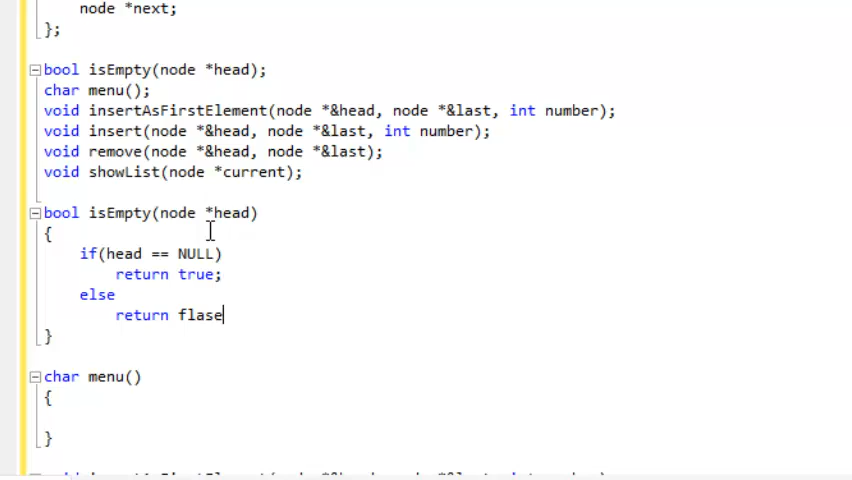 node *next;
};
bool isEmpty(node *head);
char menu();
void insertAsFirstElement(node *&head, node *&last, int number);
void insert(node *&head, node *&last, int number);
void remove(node *&head, node *&last);
void showList(node *current);
bool isEmpty(node *head)
{
if(head == NULL)
return true;
else
return flase
}
char menu()
{
}